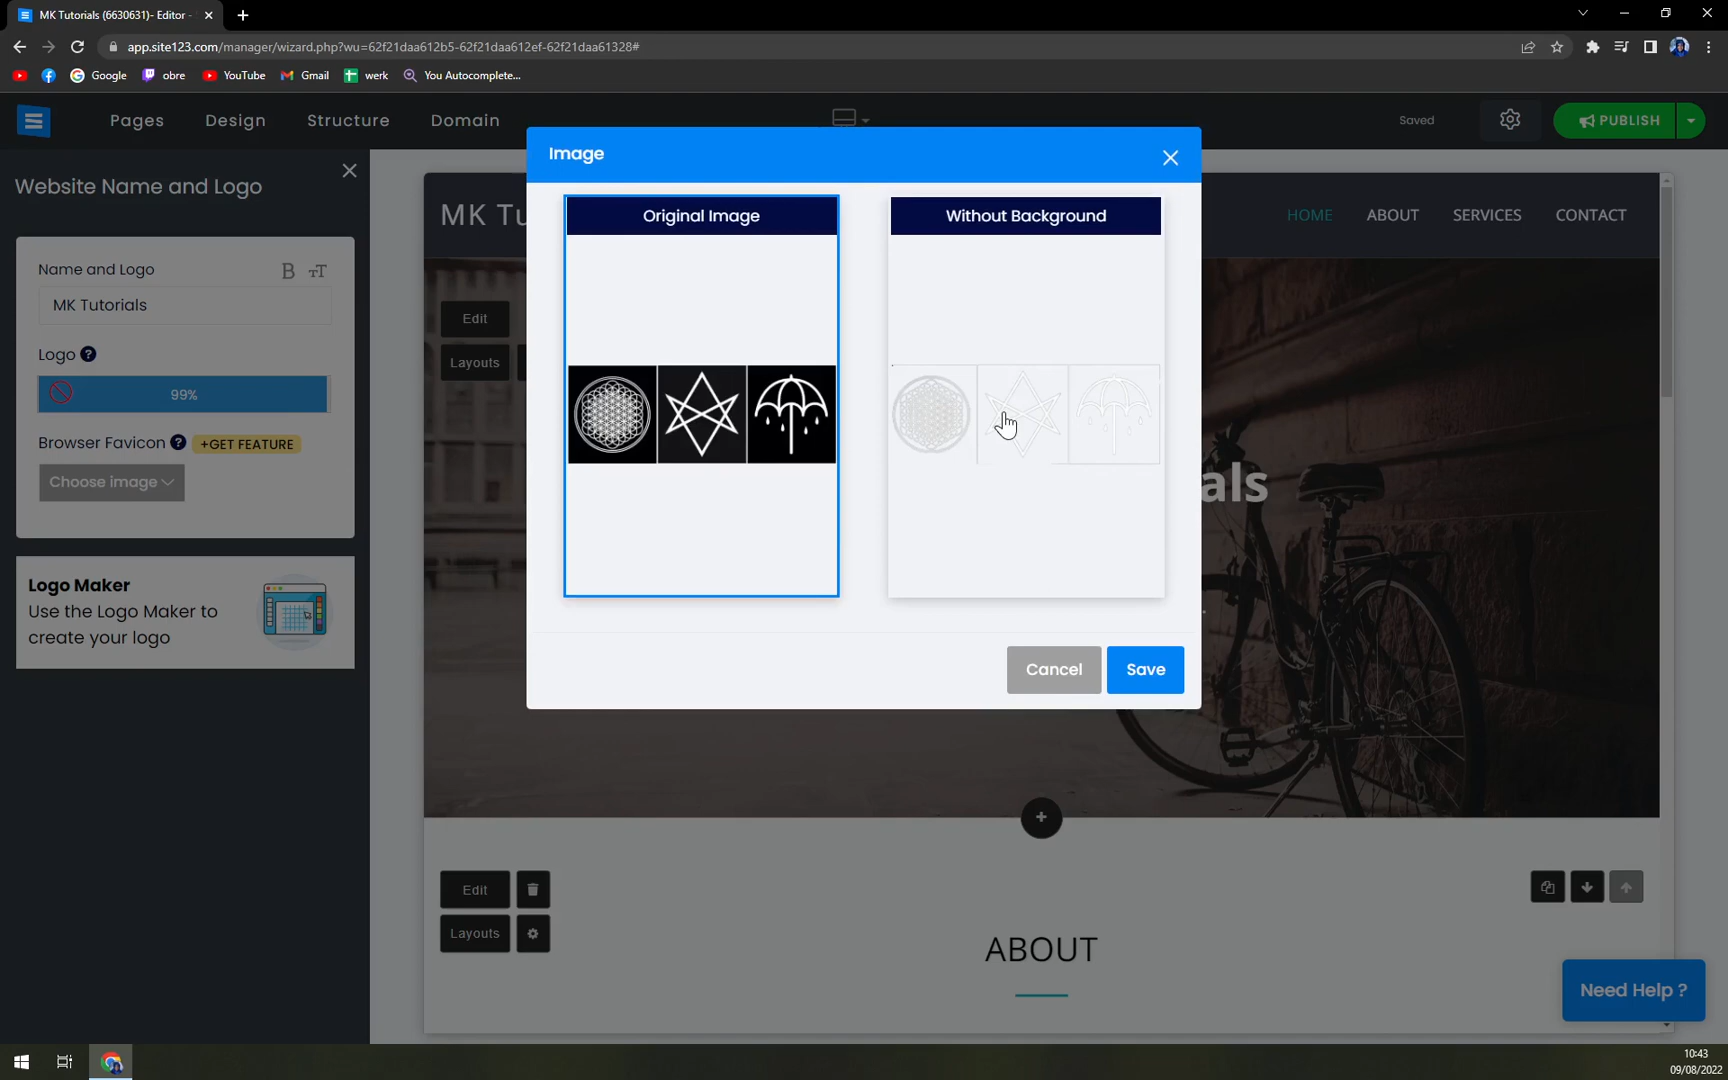 MK Tutorials (6630631)- Editor -
app.site123.com/manager/wizard.php?wu=62f21daa612b5-62f21daa612ef-62f21daa61328#
Google
obre
YouTube
Gmail
werk
You Autocomplete...
Pages
Design
Structure
Domain
Saved
PUBLISH
Website Name and Logo
Name and Logo
B
TT
MK Tutorials
Logo ?
99%
Browser Favicon ? +GET FEATURE
Choose image
Logo Maker
Use the Logo Maker to
create your logo
Image
Original Image
Without Background
Cancel
Save
MK Tu
HOME
ABOUT
SERVICES
CONTACT
Edit
Layouts
als
+
Edit
Layouts
ABOUT
Need Help ?
10:43
09/08/2022